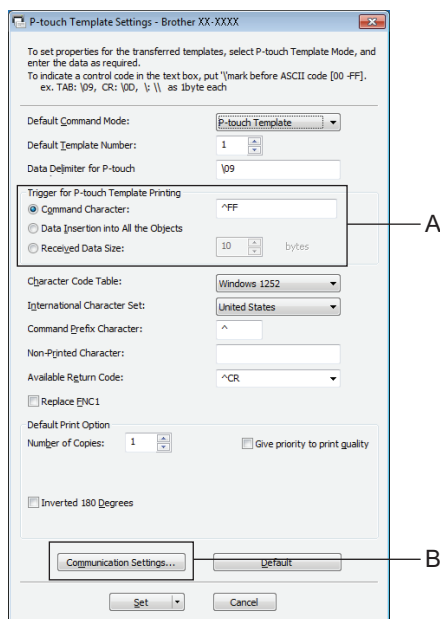 P-touch Template Settings - Brother XX-XXXX
To set properties for the transferred templates, select P-touch Template Mode, and
enter the data as required.
To indicate a control code in the text box, put '\'mark before ASCII code [00 -FF].
ex. TAB: \09, CR: \0D, \; \\ as 1byte each
Default Command Mode: P-touch Template
Default Template Number: 1
Data Delimiter for P-touch \09
Trigger for P-touch Template Printing
Command Character: ^FF
A
Data Insertion into All the Objects
Received Data Size: 10 bytes
Character Code Table: Windows 1252
International Character Set: United States
Command Prefix Character: ^
Non-Printed Character:
Available Return Code: ^CR
Replace FNC1
Default Print Option
Number of Copies: 1 Give priority to print quality
Inverted 180 Degrees
Communication Settings... Default B
Set Cancel